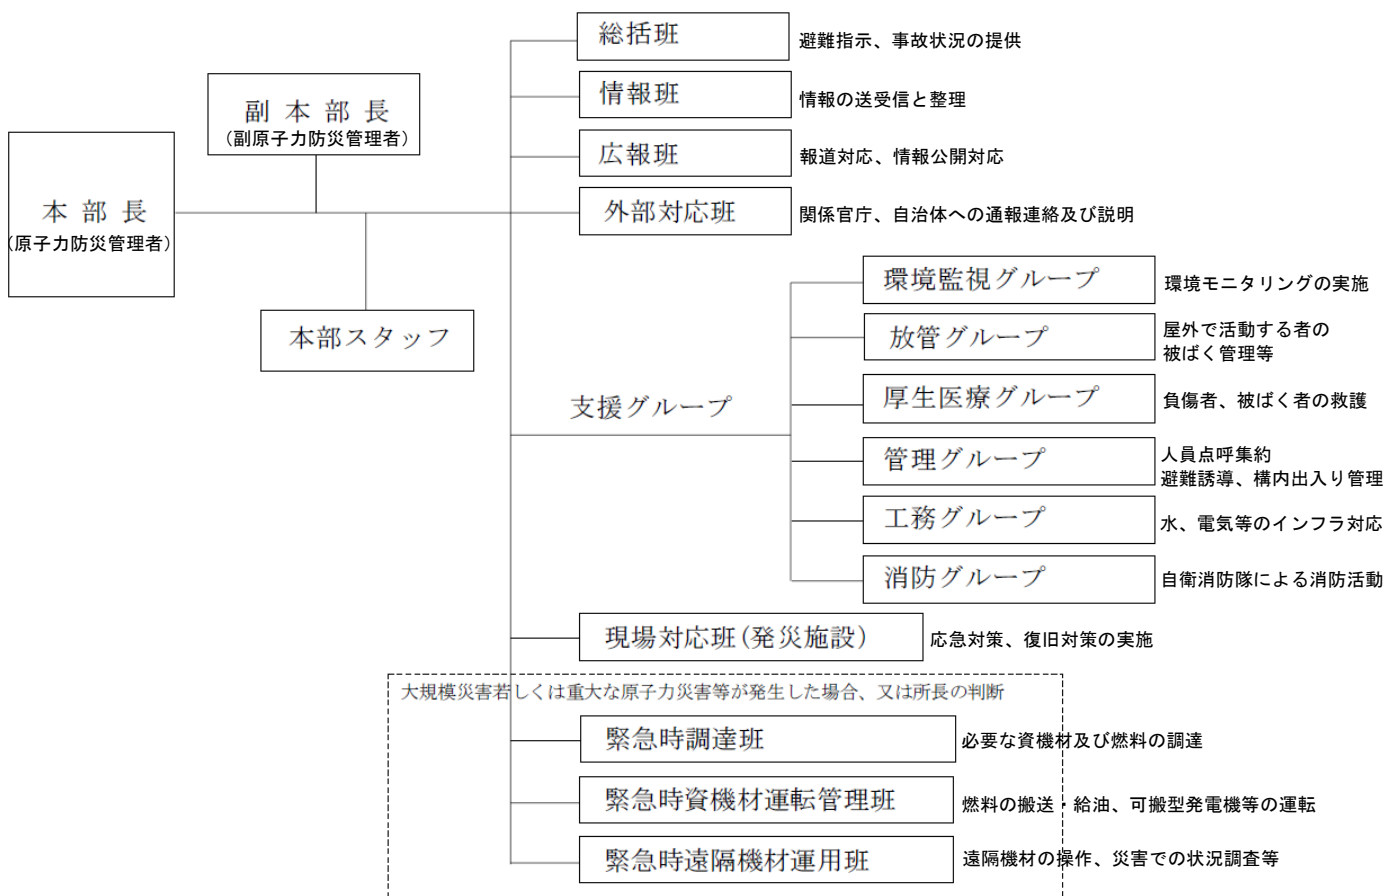 総括班
避難指示、事故状況の提供
副 本 部 長
(副原子力防災管理者)
情報班
情報の送受信と整理
広報班
報道対応、情報公開対応
本 部 長
(原子力防災管理者)
外部対応班
関係官庁、自治体への通報連絡及び説明
本部スタッフ
支援グループ
環境監視グループ
環境モニタリングの実施
放管グループ
屋外で活動する者の
被ばく管理等
厚生医療グループ
負傷者、被ばく者の救護
管理グループ
人員点呼集約
避難誘導、構内出入り管理
工務グループ
水、電気等のインフラ対応
消防グループ
自衛消防隊による消防活動
現場対応班(発災施設)
応急対策、復旧対策の実施
大規模災害若しくは重大な原子力災害等が発生した場合、又は所長の判断
緊急時調達班
必要な資機材及び燃料の調達
緊急時資機材運転管理班
燃料の搬送・給油、可搬型発電機等の運転
緊急時遠隔機材運用班
遠隔機材の操作、災害での状況調査等